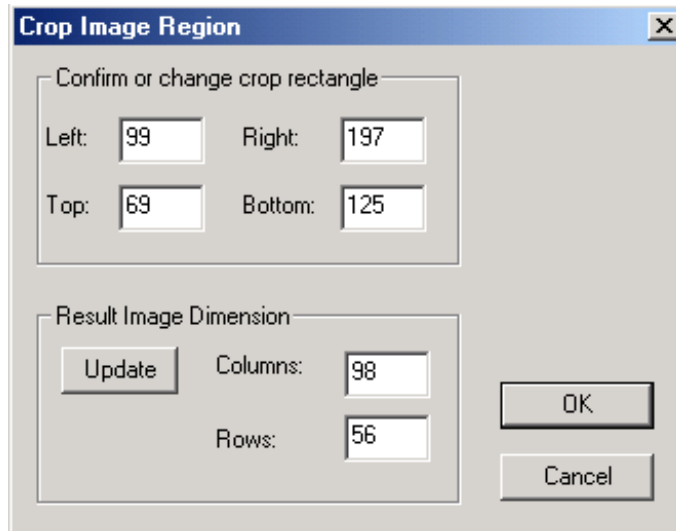 Crop Image Region
Confirm or change crop rectangle
Left: 99 Right: 197
Top: 69 Bottom: 125
Result Image Dimension
Update Columns: 98
OK
Rows: 56
Cancel